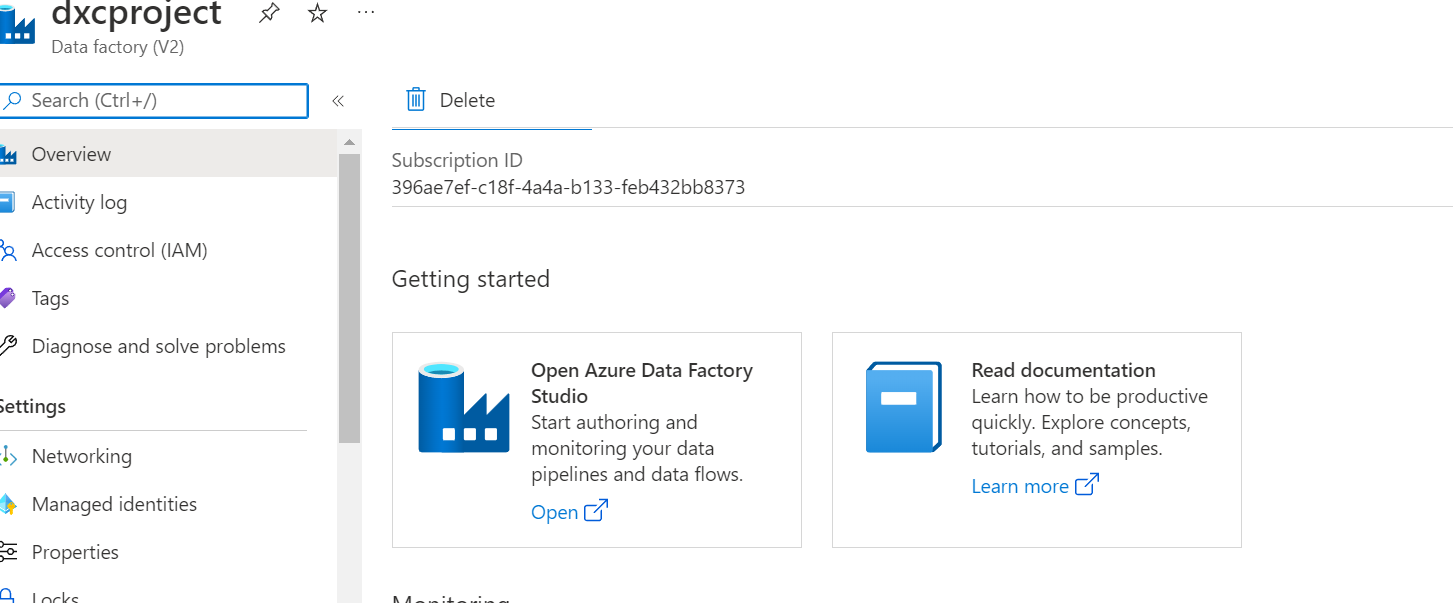 dxcproject
Data factory (V2)
Search (Ctrl+/)
«
Overview
Activity log
Access control (IAM)
Tags
Diagnose and solve problems
Settings
Networking
Managed identities
Properties
Locks
Delete
Subscription ID
396ae7ef-c18f-4a4a-b133-feb432bb8373
Getting started
Open Azure Data Factory
Studio
Start authoring and
monitoring your data
pipelines and data flows.
Open
Read documentation
Learn how to be productive
quickly. Explore concepts,
tutorials, and samples.
Learn more
Monitoring